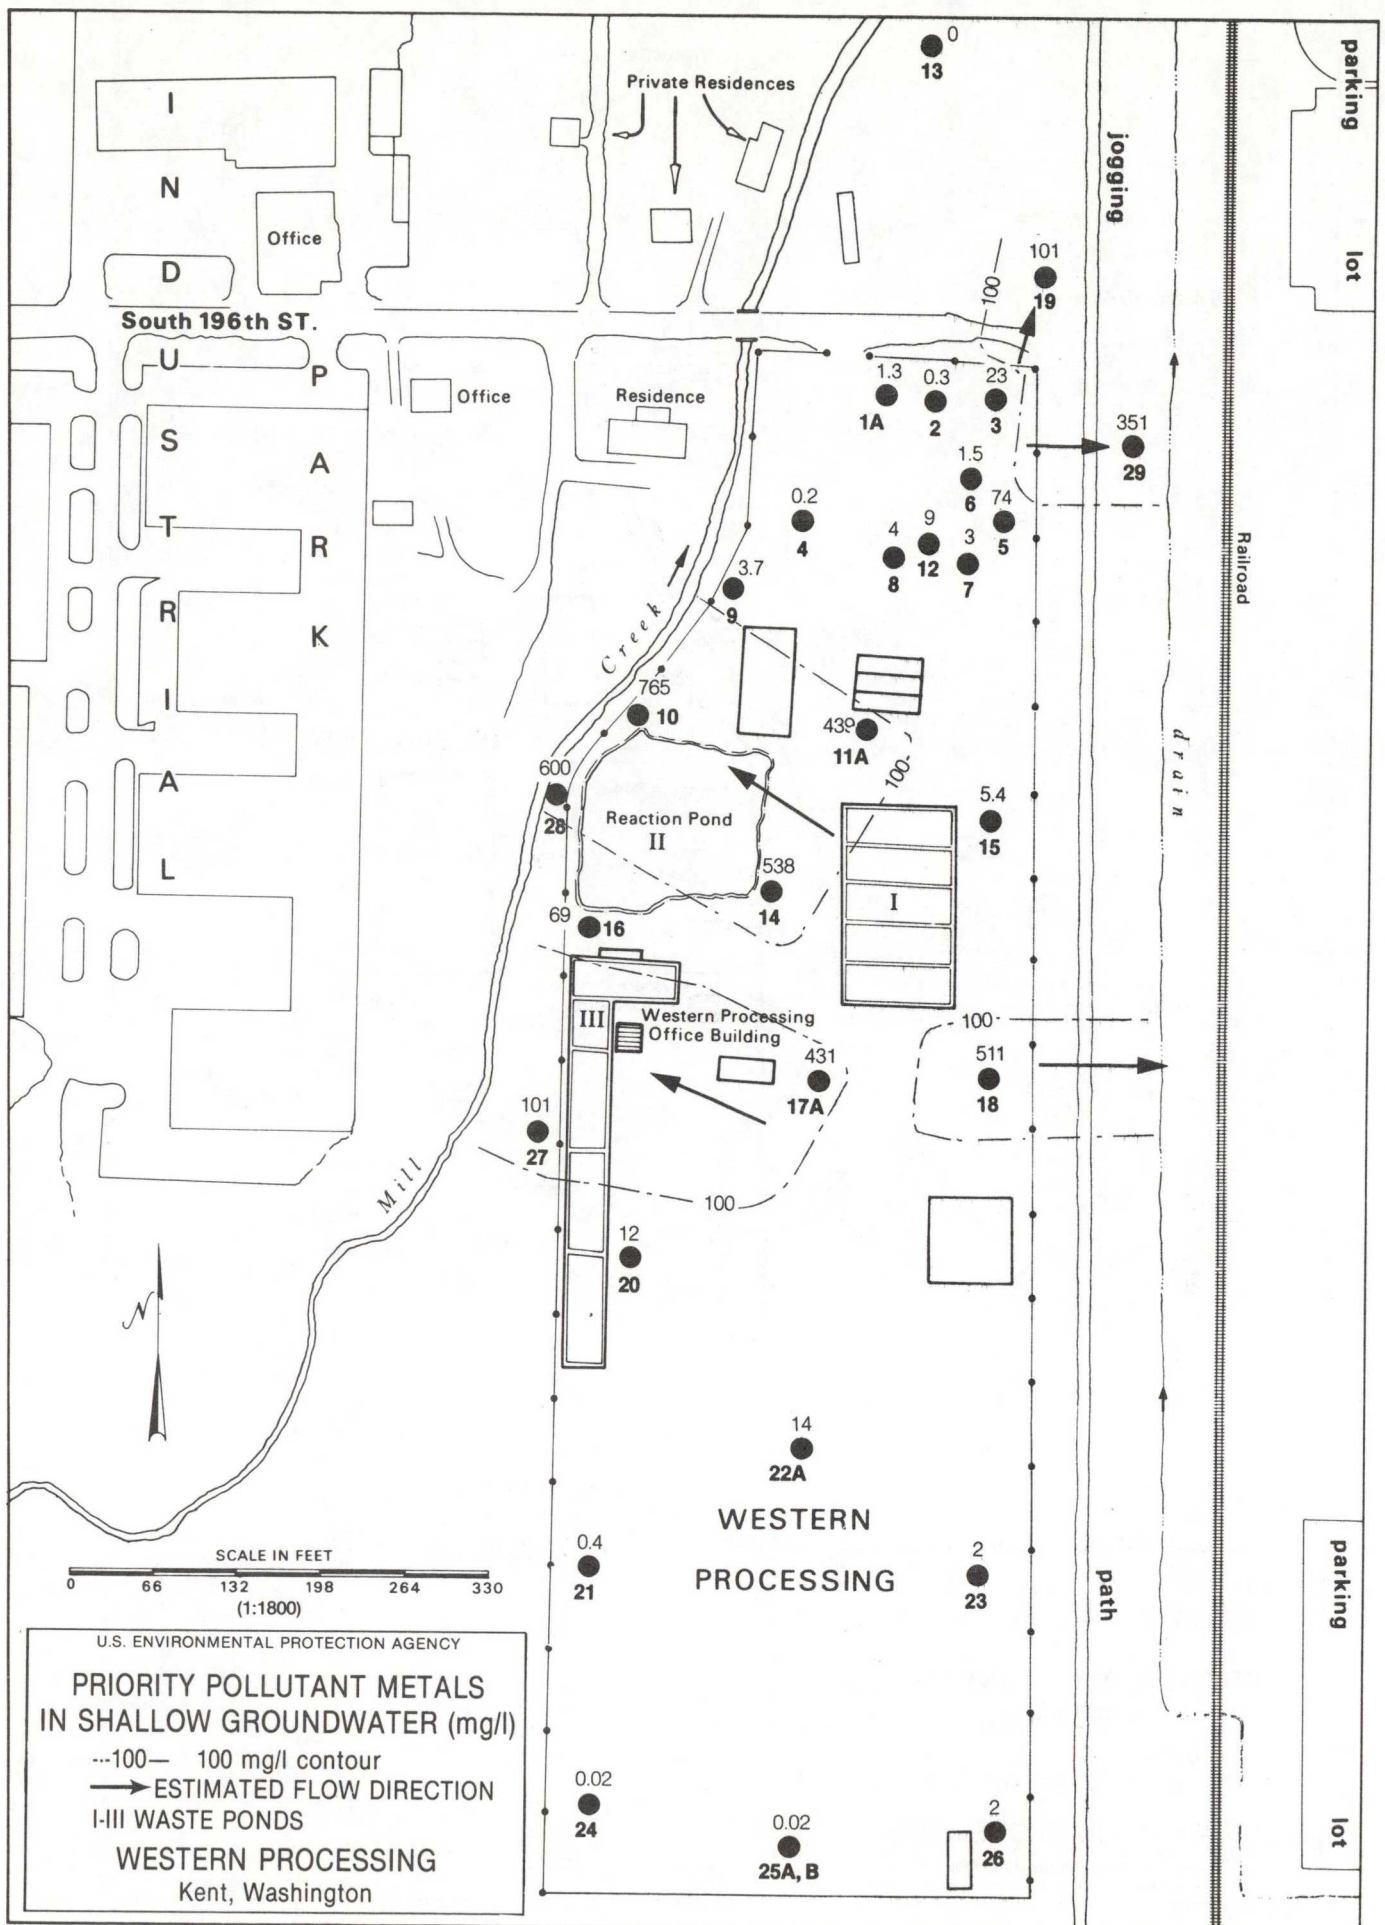 0
13
Private Residences
parking
lot
jogging
INDUSTRIAL
PARK
Office
South 196th ST.
100
101
19
Office
Residence
1.3
1A
0.3
2
23
3
351
29
1.5
6
74
5
0.2
4
4
8
9
12
3
7
Railroad
3.7
9
Creek
765
10
439
11A
100
drain
600
28
Reaction Pond
II
5.4
15
538
14
I
69
16
III
Western Processing
Office Building
431
17A
100
511
18
101
27
Mill
100
12
20
N
14
22A
WESTERN
PROCESSING
0.4
21
2
23
path
parking
lot
SCALE IN FEET
0 66 132 198 264 330
(1:1800)
U.S. ENVIRONMENTAL PROTECTION AGENCY
PRIORITY POLLUTANT METALS
IN SHALLOW GROUNDWATER (mg/l)
---100— 100 mg/l contour
ESTIMATED FLOW DIRECTION
I-III WASTE PONDS
WESTERN PROCESSING
Kent, Washington
0.02
24
0.02
25A, B
2
26